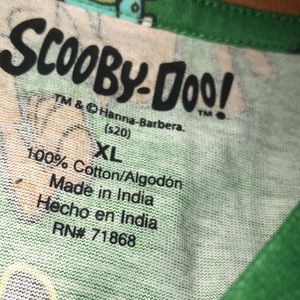 SCOOBY-DOO!
TM & © Hanna-Barbera.
(s20)
XL
100% Cotton/Algodón
Made in India
Hecho en India
RN# 71868